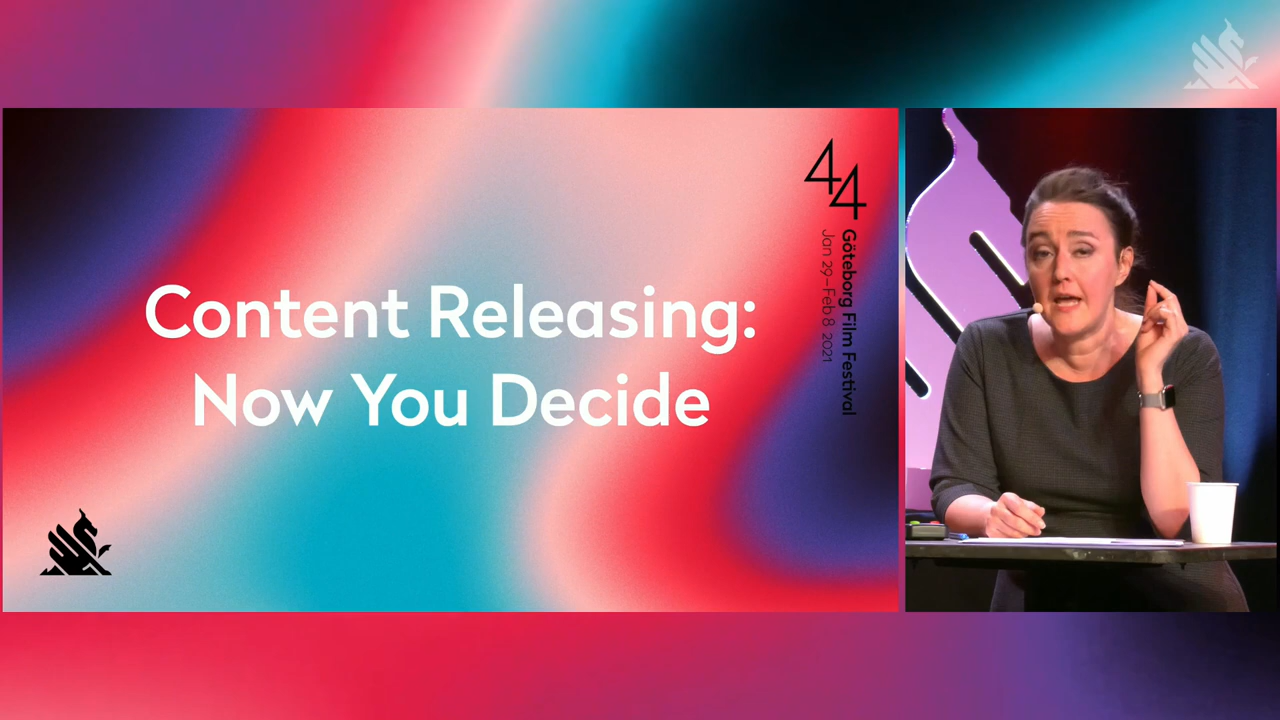 Content Releasing:
Now You Decide
44
Göteborg Film Festival
Jan 29–Feb 8 2021